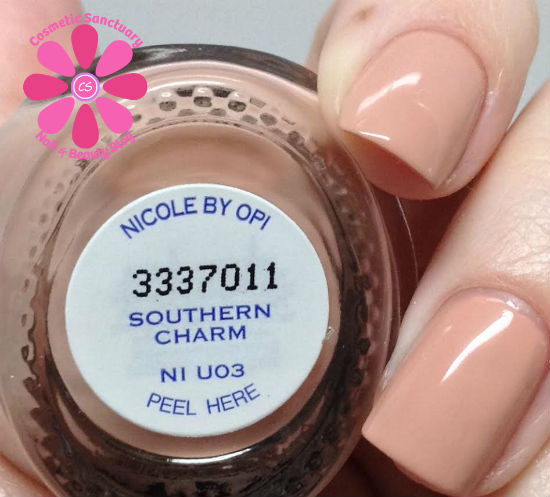 Cosmetic Sanctuary
CS
Nail & Beauty Blog
NICOLE BY OPI
3337011
SOUTHERN
CHARM
NI U03
PEEL HERE